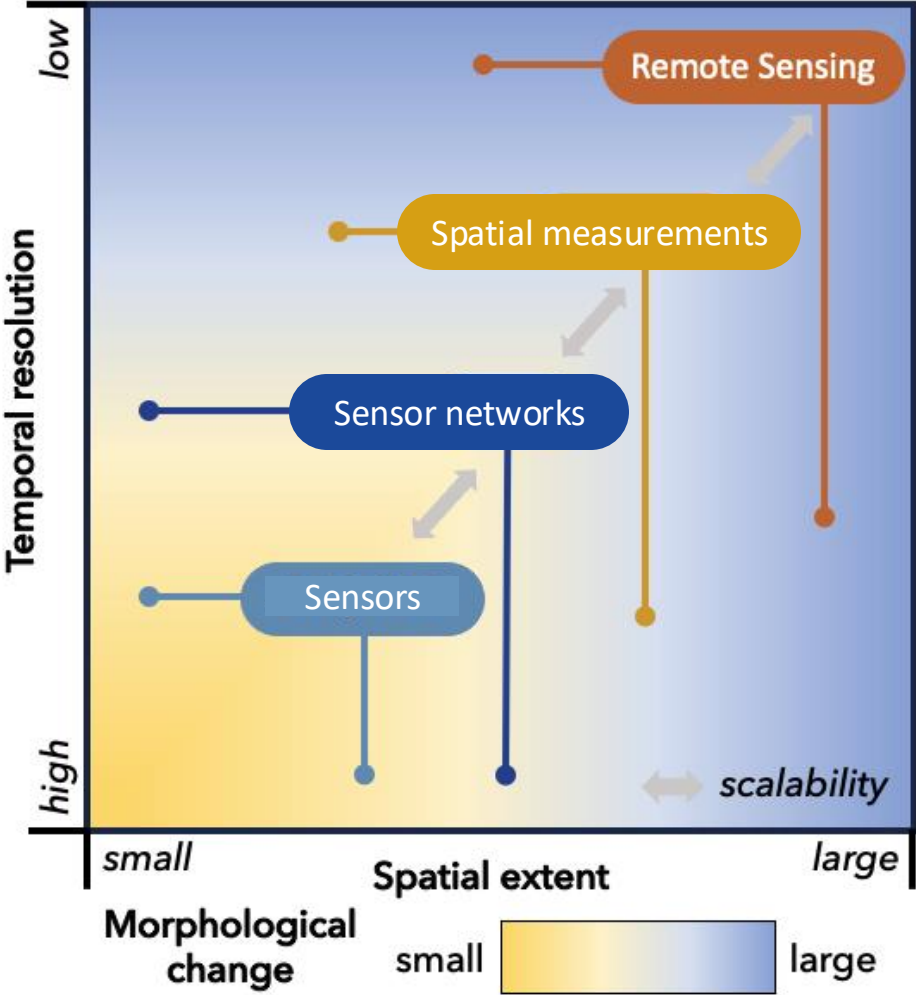 low
Remote Sensing
Spatial measurements
Temporal resolution
Sensor networks
Sensors
high
scalability
small
large
Spatial extent
Morphological
change
small
large